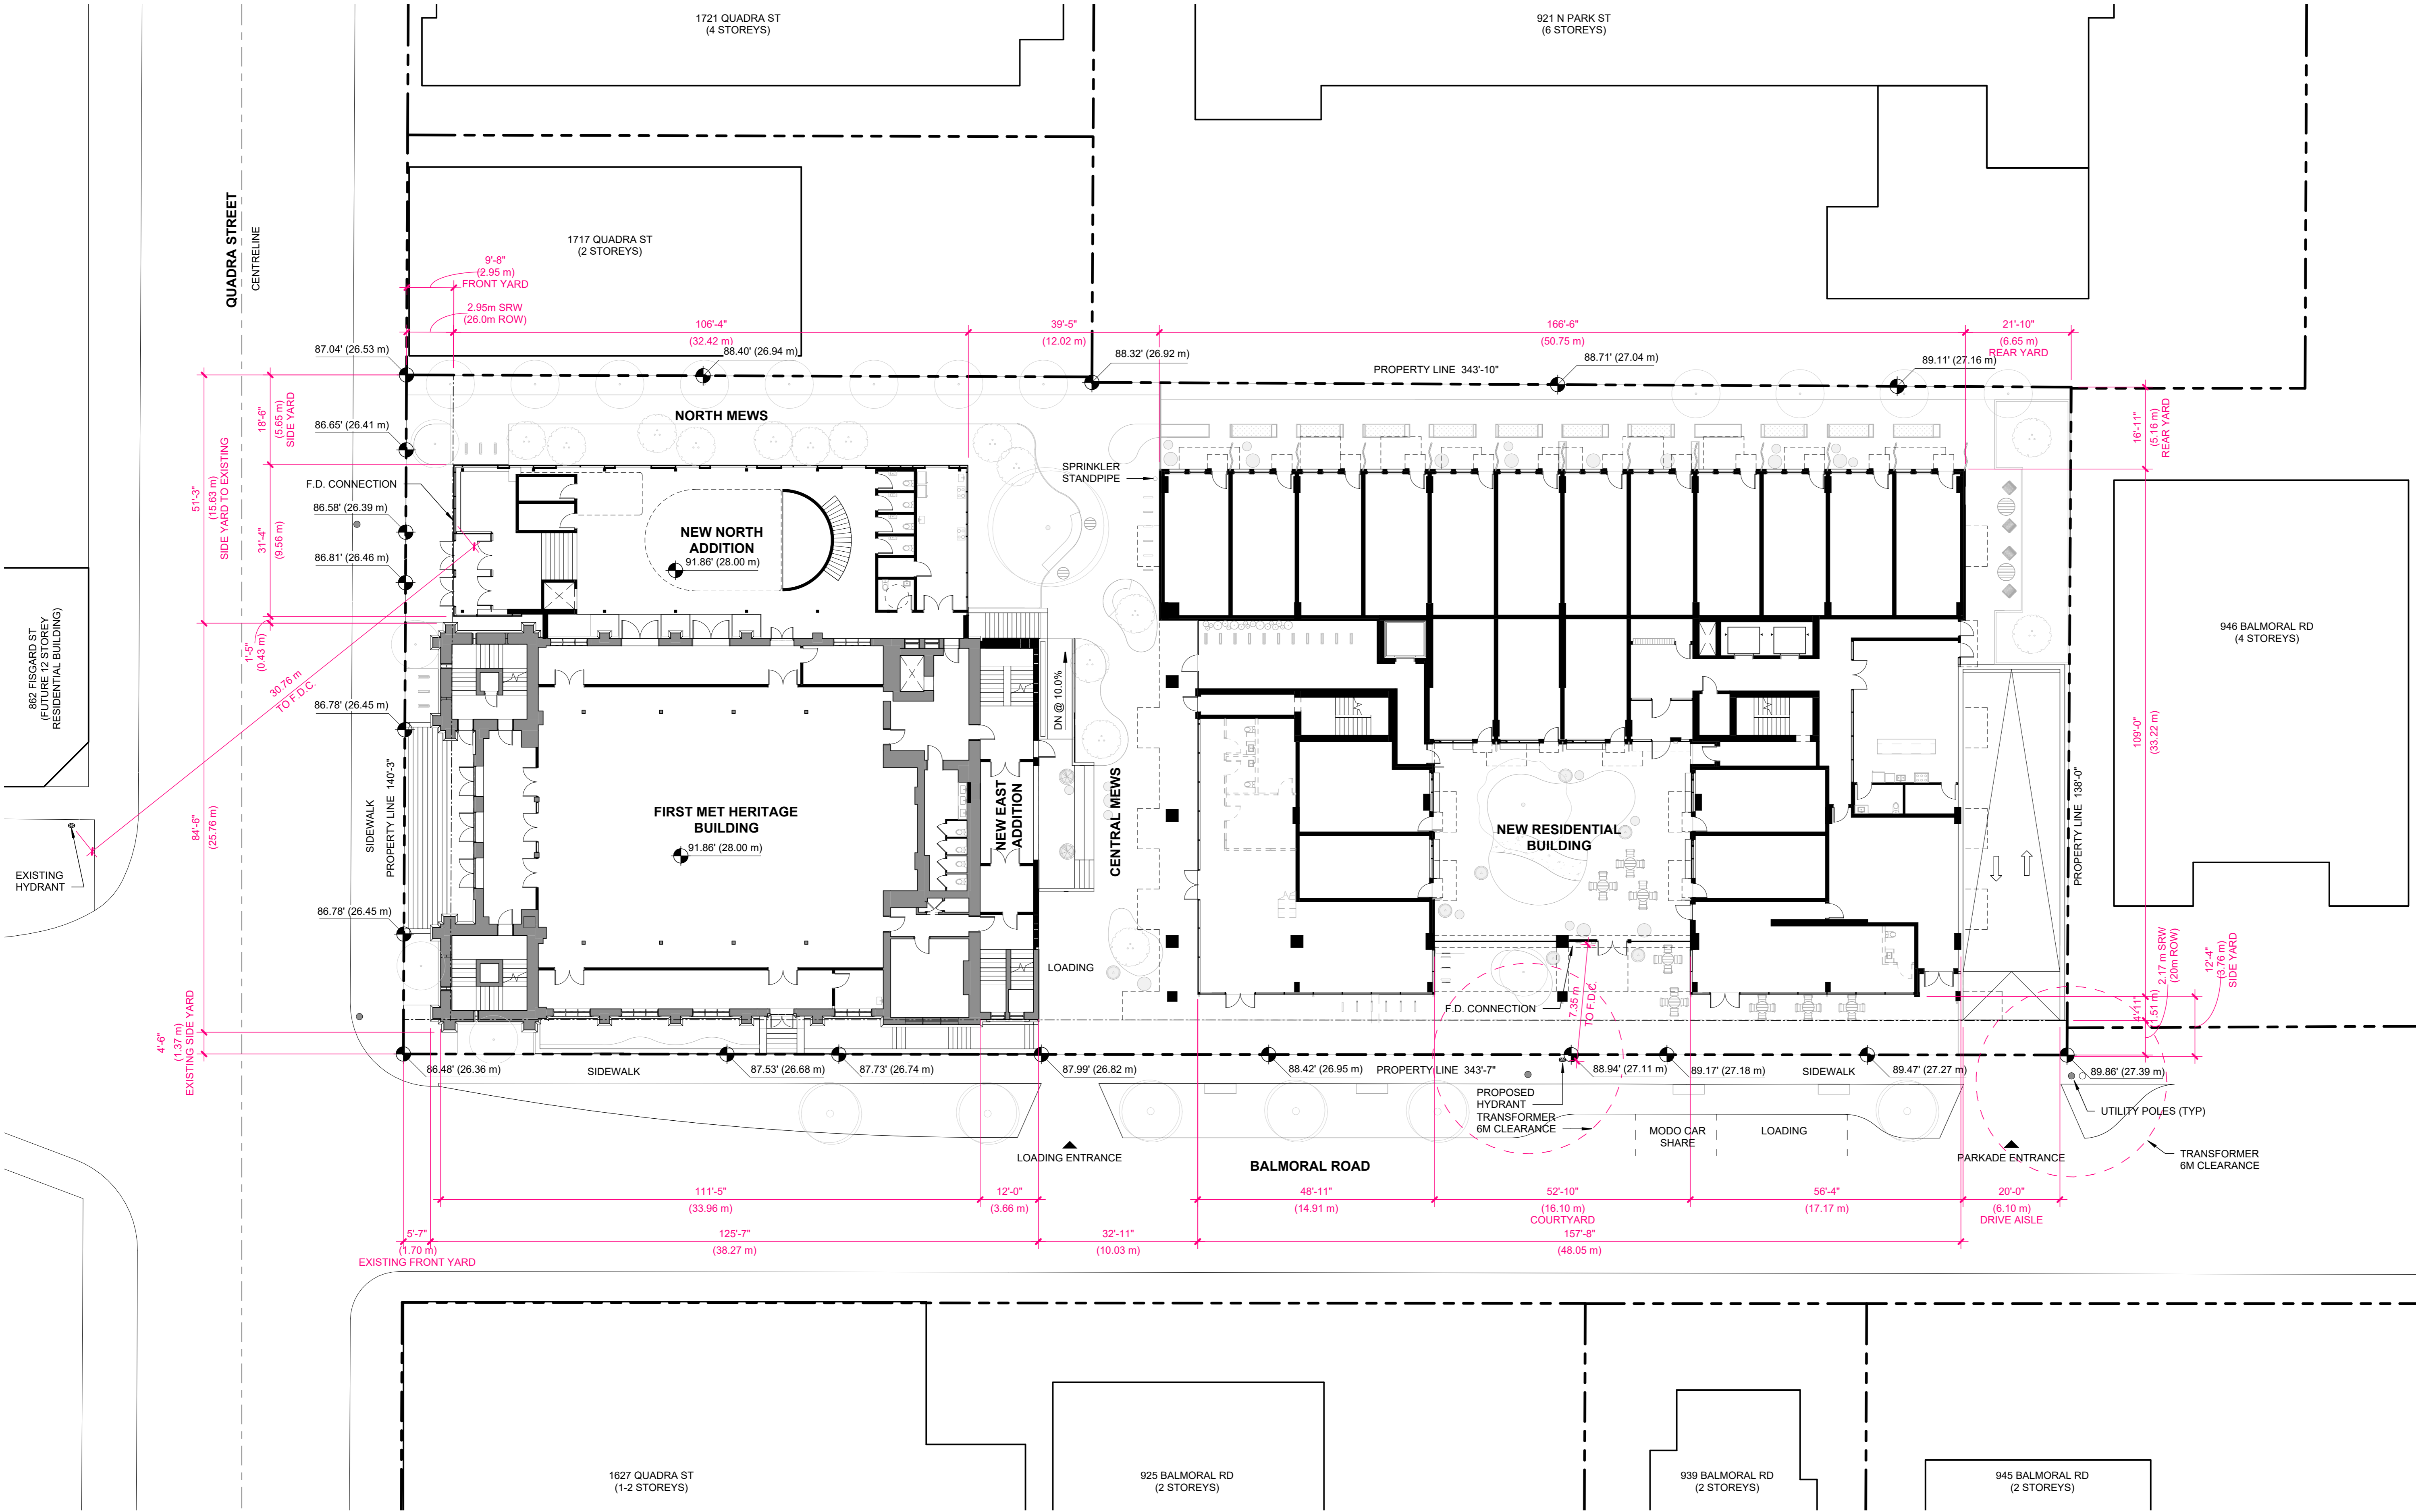 1721 QUADRA ST
(4 STOREYS)
921 N PARK ST
(6 STOREYS)
QUADRA STREET
CENTRELINE
1717 QUADRA ST
(2 STOREYS)
9'-8"
(2.95 m)
FRONT YARD
2.95m SRW
(26.0m ROW)
106'-4"
(32.42 m)
39'-5"
(12.02 m)
166'-6"
(50.75 m)
21'-10"
(6.65 m)
REAR YARD
87.04' (26.53 m)
88.40' (26.94 m)
88.32' (26.92 m)
88.71' (27.04 m)
89.11' (27.16 m)
PROPERTY LINE 343'-10"
NORTH MEWS
18'-6"
(5.65 m)
SIDE YARD
86.65' (26.41 m)
16'-11"
(5.16 m)
REAR YARD
51'-3"
(15.63 m)
SIDE YARD TO EXISTING
F.D. CONNECTION
86.58' (26.39 m)
SPRINKLER
STANDPIPE
31'-4"
(9.56 m)
86.81' (26.46 m)
NEW NORTH
ADDITION
91.86' (28.00 m)
862 FISGARD ST
(FUTURE 12 STOREY
RESIDENTIAL BUILDING)
946 BALMORAL RD
(4 STOREYS)
1'-5"
(0.43 m)
30.76 m
TO F.D.C.
86.78' (26.45 m)
DN @ 10.0%
109'-0"
(33.22 m)
84'-6"
(25.76 m)
SIDEWALK
PROPERTY LINE 140'-3"
FIRST MET HERITAGE
BUILDING
91.86' (28.00 m)
NEW EAST
ADDITION
CENTRAL MEWS
NEW RESIDENTIAL
BUILDING
PROPERTY LINE 138'-0"
EXISTING
HYDRANT
86.78' (26.45 m)
LOADING
F.D. CONNECTION
7.35 m
TO F.D.C.
4'-11"
(1.51 m)
2.17 m SRW
(20m ROW)
12'-4"
(3.76 m)
SIDE YARD
4'-6"
(1.37 m)
EXISTING SIDE YARD
86.48' (26.36 m)
SIDEWALK
87.53' (26.68 m)
87.73' (26.74 m)
87.99' (26.82 m)
88.42' (26.95 m)
PROPERTY LINE 343'-7"
88.94' (27.11 m)
89.17' (27.18 m)
SIDEWALK
89.47' (27.27 m)
89.86' (27.39 m)
PROPOSED
HYDRANT
TRANSFORMER
6M CLEARANCE
UTILITY POLES (TYP)
MODO CAR
SHARE
LOADING
LOADING ENTRANCE
BALMORAL ROAD
PARKADE ENTRANCE
TRANSFORMER
6M CLEARANCE
111'-5"
(33.96 m)
12'-0"
(3.66 m)
48'-11"
(14.91 m)
52'-10"
(16.10 m)
COURTYARD
56'-4"
(17.17 m)
20'-0"
(6.10 m)
DRIVE AISLE
5'-7"
(1.70 m)
EXISTING FRONT YARD
125'-7"
(38.27 m)
32'-11"
(10.03 m)
157'-8"
(48.05 m)
1627 QUADRA ST
(1-2 STOREYS)
925 BALMORAL RD
(2 STOREYS)
939 BALMORAL RD
(2 STOREYS)
945 BALMORAL RD
(2 STOREYS)